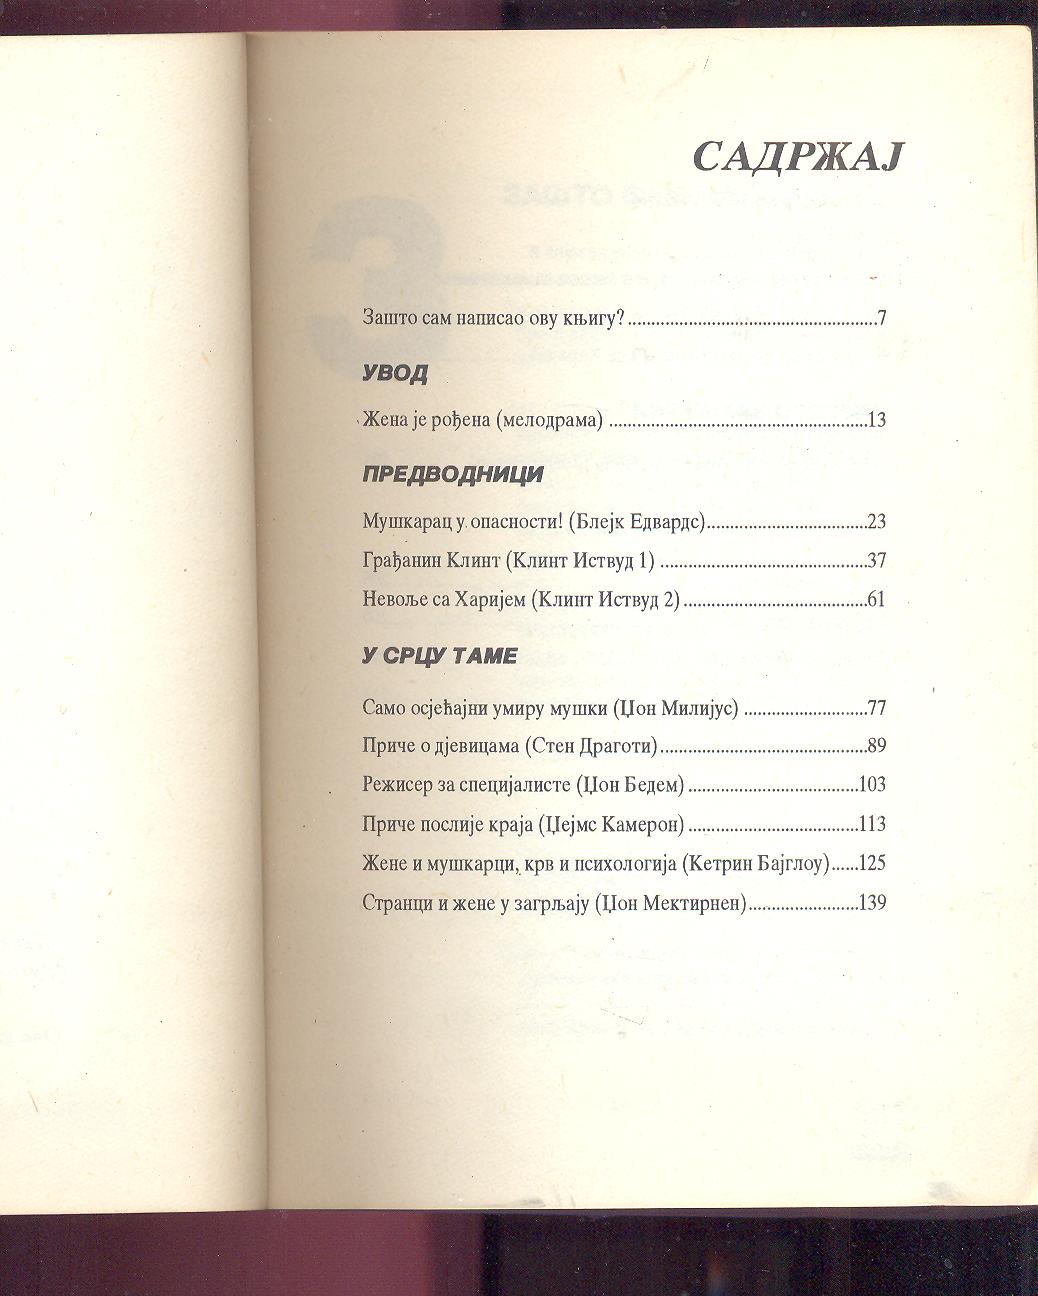 САДРЖАЈ
Зашто сам написао ову књигу?.....................................................7
УВОД
Жена је рођена (мелодрама) .......................................................13
ПРЕДВОДНИЦИ
Мушкарац у опасности! (Блејк Едвардс)..................................23
Грађанин Клинт (Клинт Иствуд 1) ............................................37
Невоље са Харијем (Клинт Иствуд 2).......................................61
У СРЦУ ТАМЕ
Само осјећајни умиру мушки (Џон Милијус) ..........................77
Приче о дјевицама (Стен Драготи)............................................89
Режисер за специјалисте (Џон Бедем)....................................103
Приче послије краја (Џејмс Камерон)....................................113
Жене и мушкарци, крв и психологија (Кетрин Бајглоу)......125
Странци и жене у загрљају (Џон Мектирнен).......................139